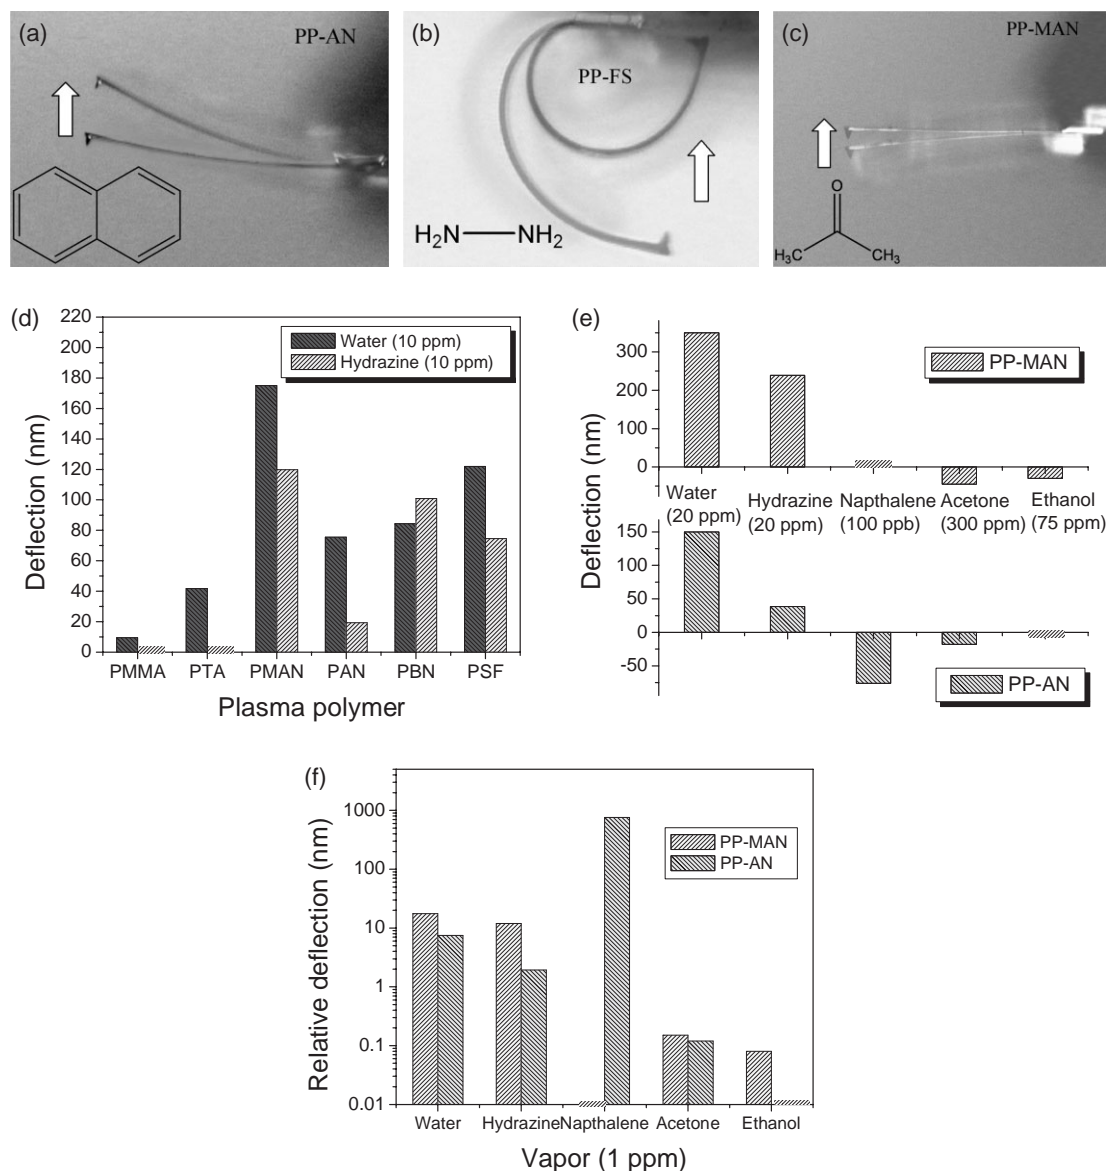 (a)
PP-AN
(b)
PP-FS
H₂N—NH₂
(c)
PP-MAN
O
H₃C CH₃
(d)
220
200
180
160
140
120
100
80
60
40
20
0
Deflection (nm)
Water (10 ppm)
Hydrazine (10 ppm)
PMMA PTA PMAN PAN PBN PSF
Plasma polymer
(e)
300
200
100
0
PP-MAN
Water Hydrazine Napthalene Acetone Ethanol
(20 ppm) (20 ppm) (100 ppb) (300 ppm) (75 ppm)
Deflection (nm)
150
100
50
0
-50
PP-AN
(f)
1000
100
10
1
0.1
0.01
Relative deflection (nm)
PP-MAN
PP-AN
Water Hydrazine Napthalene Acetone Ethanol
Vapor (1 ppm)